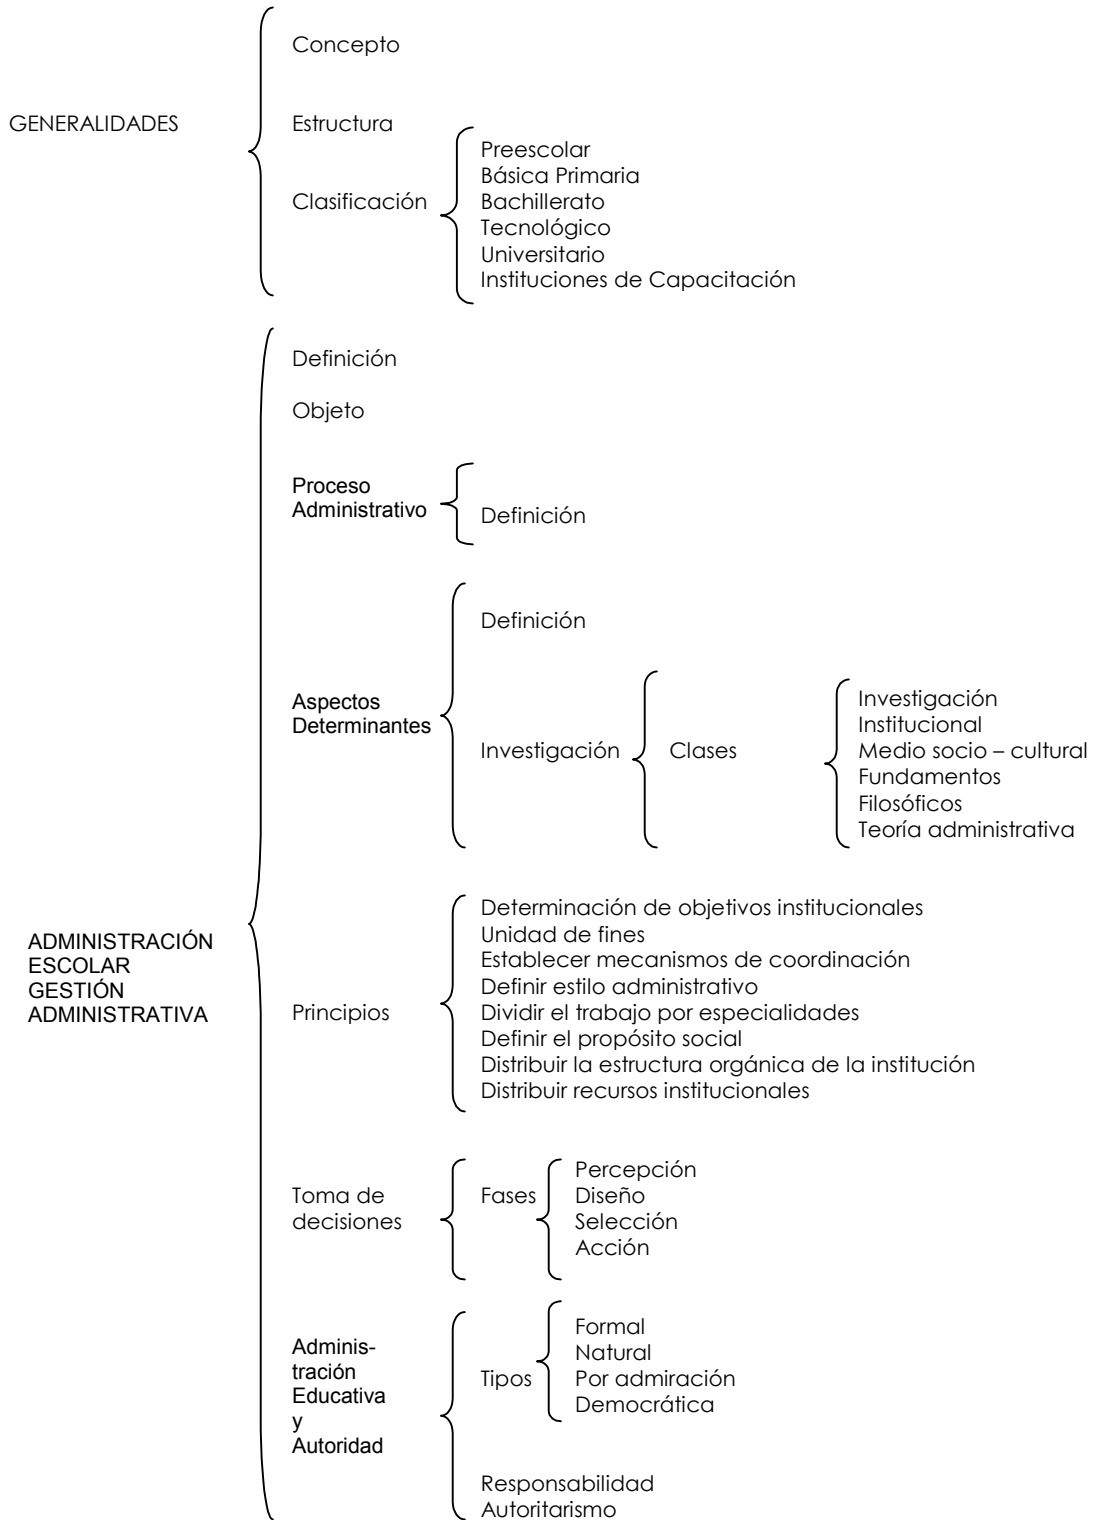 GENERALIDADES
Concepto
Estructura
Clasificación
Preescolar
Básica Primaria
Bachillerato
Tecnológico
Universitario
Instituciones de Capacitación
ADMINISTRACIÓN
ESCOLAR
GESTIÓN
ADMINISTRATIVA
Definición
Objeto
Proceso
Administrativo
Definición
Aspectos
Determinantes
Definición
Investigación
Clases
Investigación
Institucional
Medio socio – cultural
Fundamentos
Filosóficos
Teoría administrativa
Principios
Determinación de objetivos institucionales
Unidad de fines
Establecer mecanismos de coordinación
Definir estilo administrativo
Dividir el trabajo por especialidades
Definir el propósito social
Distribuir la estructura orgánica de la institución
Distribuir recursos institucionales
Toma de
decisiones
Fases
Percepción
Diseño
Selección
Acción
Adminis-
tración
Educativa
y
Autoridad
Tipos
Formal
Natural
Por admiración
Democrática
Responsabilidad
Autoritarismo